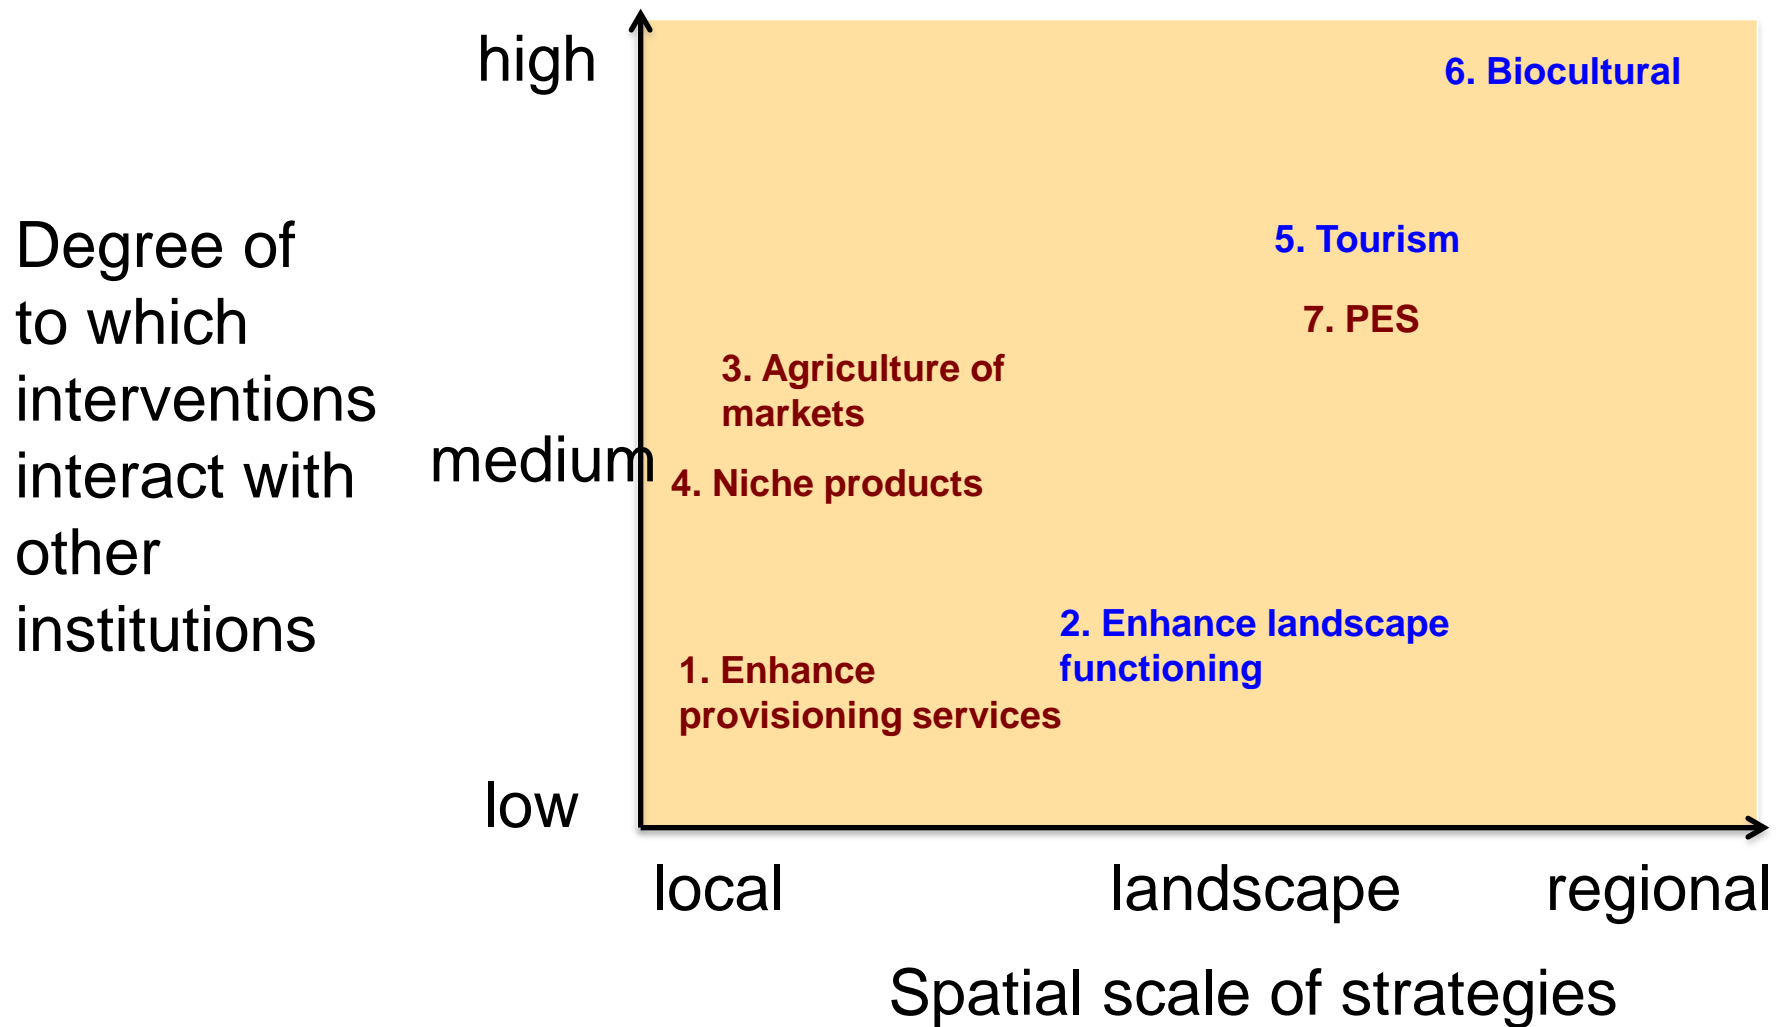 high
6. Biocultural
Degree of
to which
interventions
interact with
other
institutions
5. Tourism
7. PES
3. Agriculture of
markets
medium
4. Niche products
2. Enhance landscape
functioning
1. Enhance
provisioning services
low
local
landscape
regional
Spatial scale of strategies